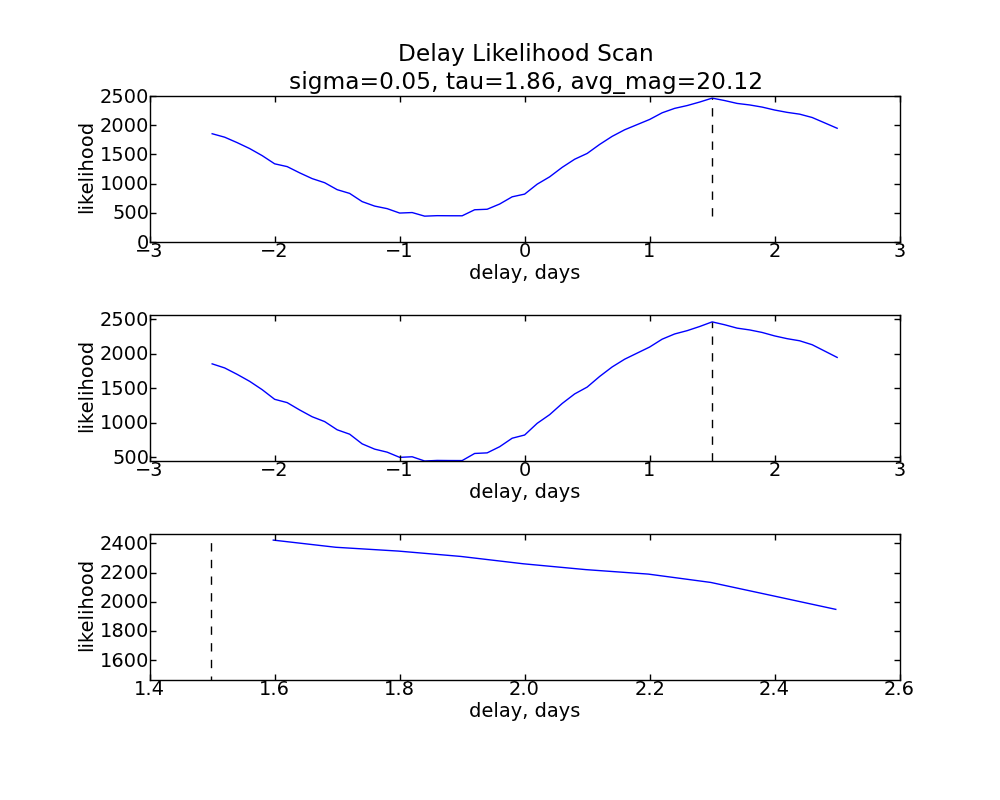 Delay Likelihood Scan
sigma=0.05, tau=1.86, avg_mag=20.12
2500
2000
1500
1000
500
0
likelihood
−3 −2 −1 0 1 2 3
delay, days
2500
2000
1500
1000
500
likelihood
−3 −2 −1 0 1 2 3
delay, days
2400
2200
2000
1800
1600
likelihood
1.4 1.6 1.8 2.0 2.2 2.4 2.6
delay, days